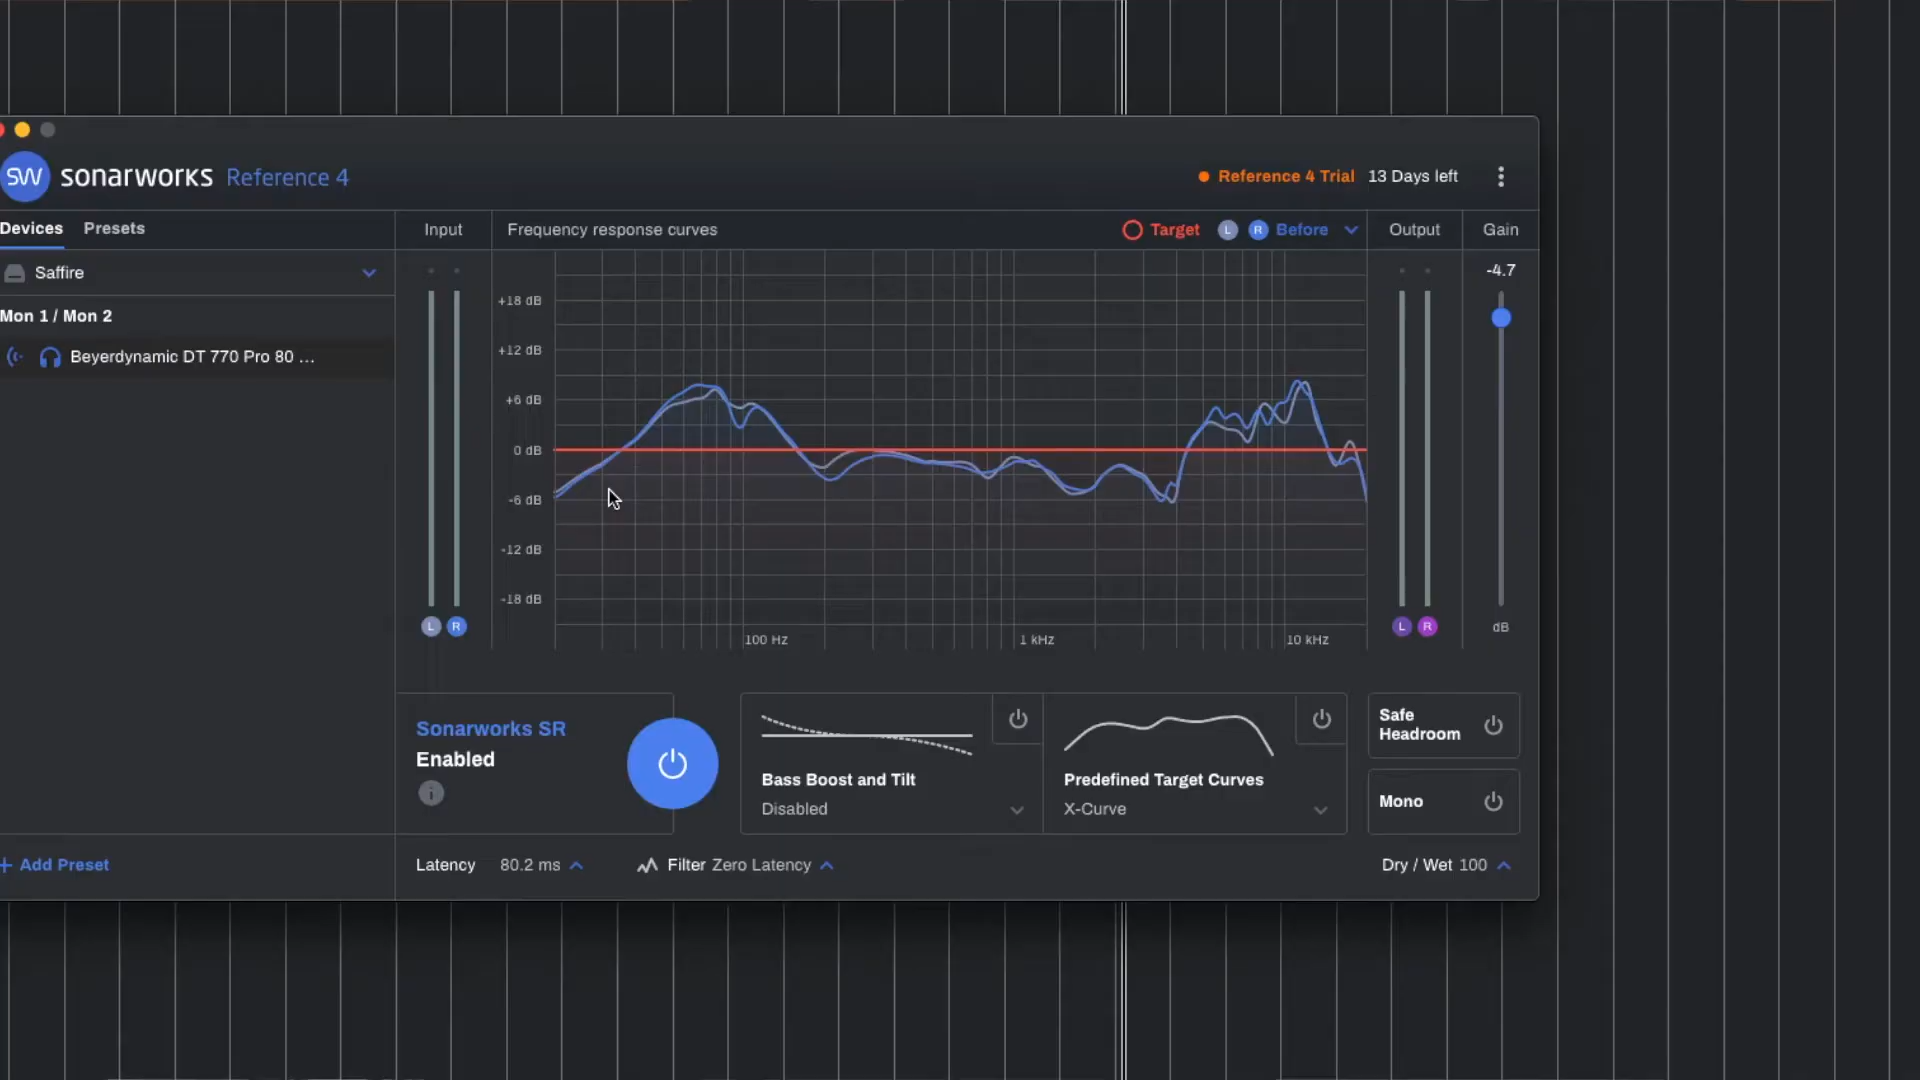 SW sonarworks Reference 4
Reference 4 Trial 13 Days left
Devices Presets
Input
Frequency response curves
Target L R Before
Output
Gain
Saffire
-4.7
Mon 1 / Mon 2
Beyerdynamic DT 770 Pro 80 ...
+18 dB
+12 dB
+6 dB
0 dB
-6 dB
-12 dB
-18 dB
100 Hz 1 kHz 10 kHz
L R
L R
dB
Sonarworks SR
Enabled
i
Bass Boost and Tilt
Disabled
Predefined Target Curves
X-Curve
Safe
Headroom
Mono
+ Add Preset
Latency 80.2 ms
Filter Zero Latency
Dry / Wet 100